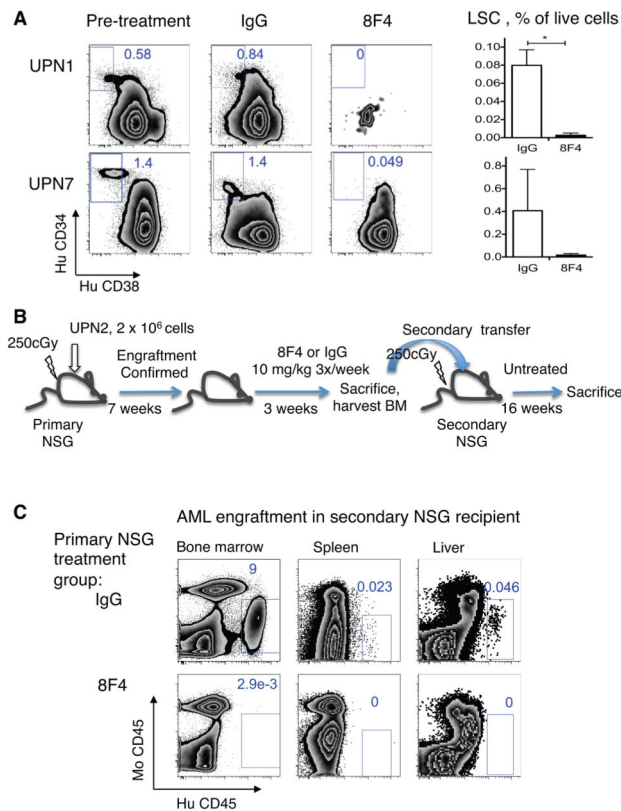 A
Pre-treatment IgG 8F4 LSC , % of live cells
UPN1 0.58 0.84 0
0.10
0.08
0.06
0.04
0.02
0.00
IgG 8F4
*
UPN7 1.4 1.4 0.049
0.6
0.4
0.2
0.0
IgG 8F4
Hu CD34
Hu CD38
B
UPN2, 2 x 10⁶ cells
250cGy
Primary
NSG
Engraftment
Confirmed
7 weeks
8F4 or IgG
10 mg/kg 3x/week
3 weeks
Sacrifice,
harvest BM
Secondary transfer
250cGy
Secondary
NSG
Untreated
16 weeks
Sacrifice
C
AML engraftment in secondary NSG recipient
Primary NSG
treatment
group:
IgG
Bone marrow Spleen Liver
9 0.023 0.046
8F4
2.9e-3 0 0
Mo CD45
Hu CD45